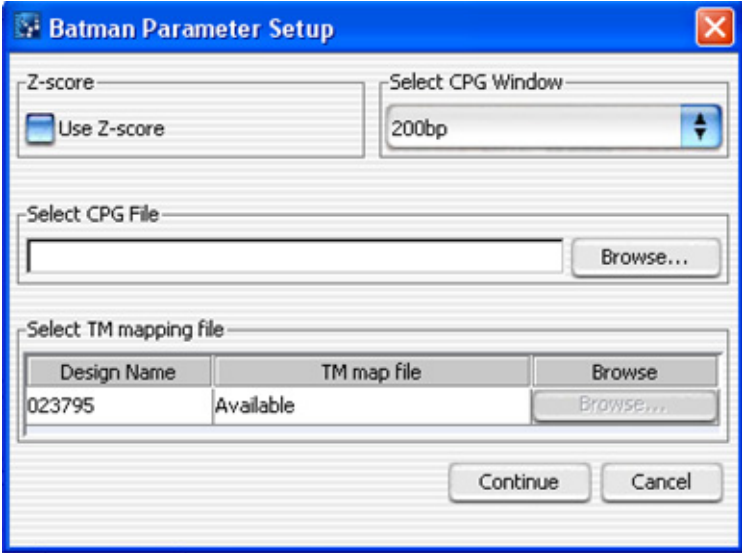 Batman Parameter Setup
Z-score
Select CPG Window
Use Z-score
200bp
Select CPG File
Browse...
Select TM mapping file
Design Name TM map file Browse
023795 Available Browse...
Continue Cancel